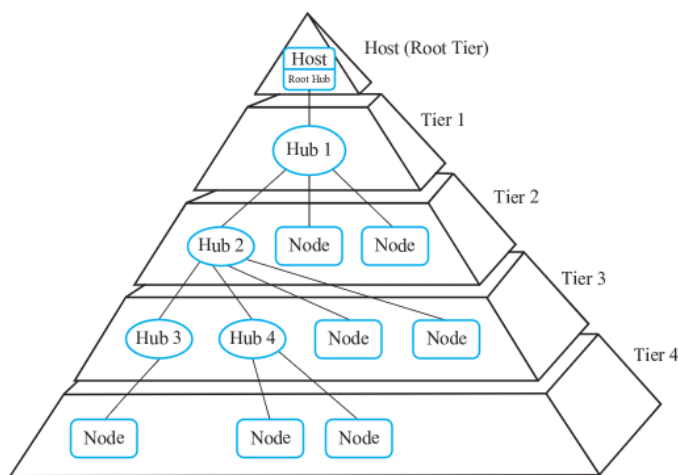 Host
Root Hub
Host (Root Tier)
Hub 1
Tier 1
Hub 2
Node
Node
Tier 2
Hub 3
Hub 4
Node
Node
Tier 3
Node
Node
Node
Tier 4